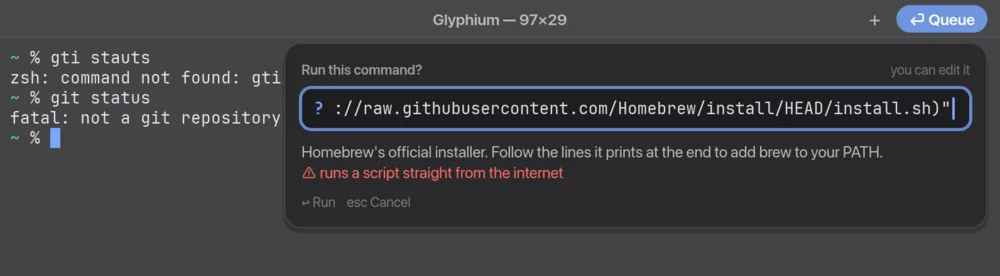 Glyphium — 97×29
+ ↵ Queue
~ % gti stauts
zsh: command not found: gti
~ % git status
fatal: not a git repository
~ %
Run this command? you can edit it
? ://raw.githubusercontent.com/Homebrew/install/HEAD/install.sh)"
Homebrew's official installer. Follow the lines it prints at the end to add brew to your PATH.
⚠ runs a script straight from the internet
↩ Run esc Cancel